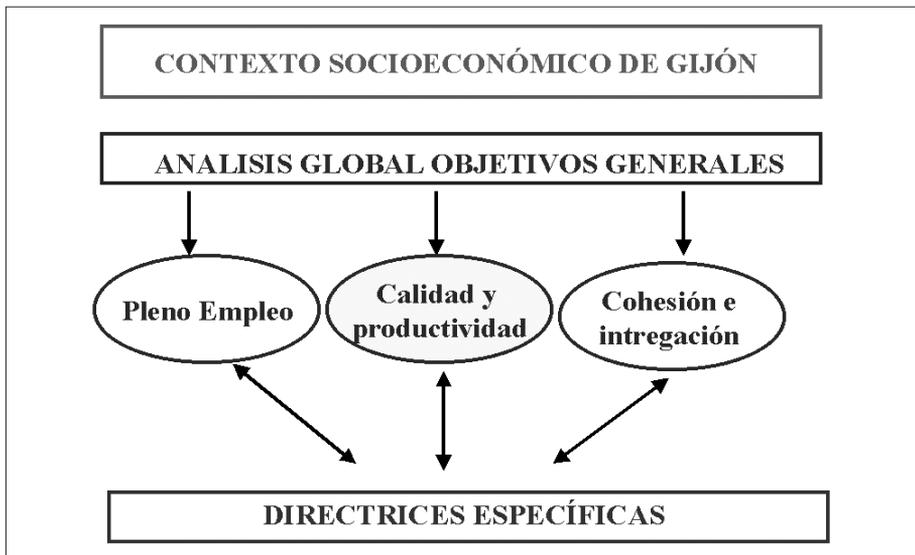 CONTEXTO SOCIOECONÓMICO DE GIJÓN
ANALISIS GLOBAL OBJETIVOS GENERALES
Pleno Empleo
Calidad y
productividad
Cohesión e
intregación
DIRECTRICES ESPECÍFICAS